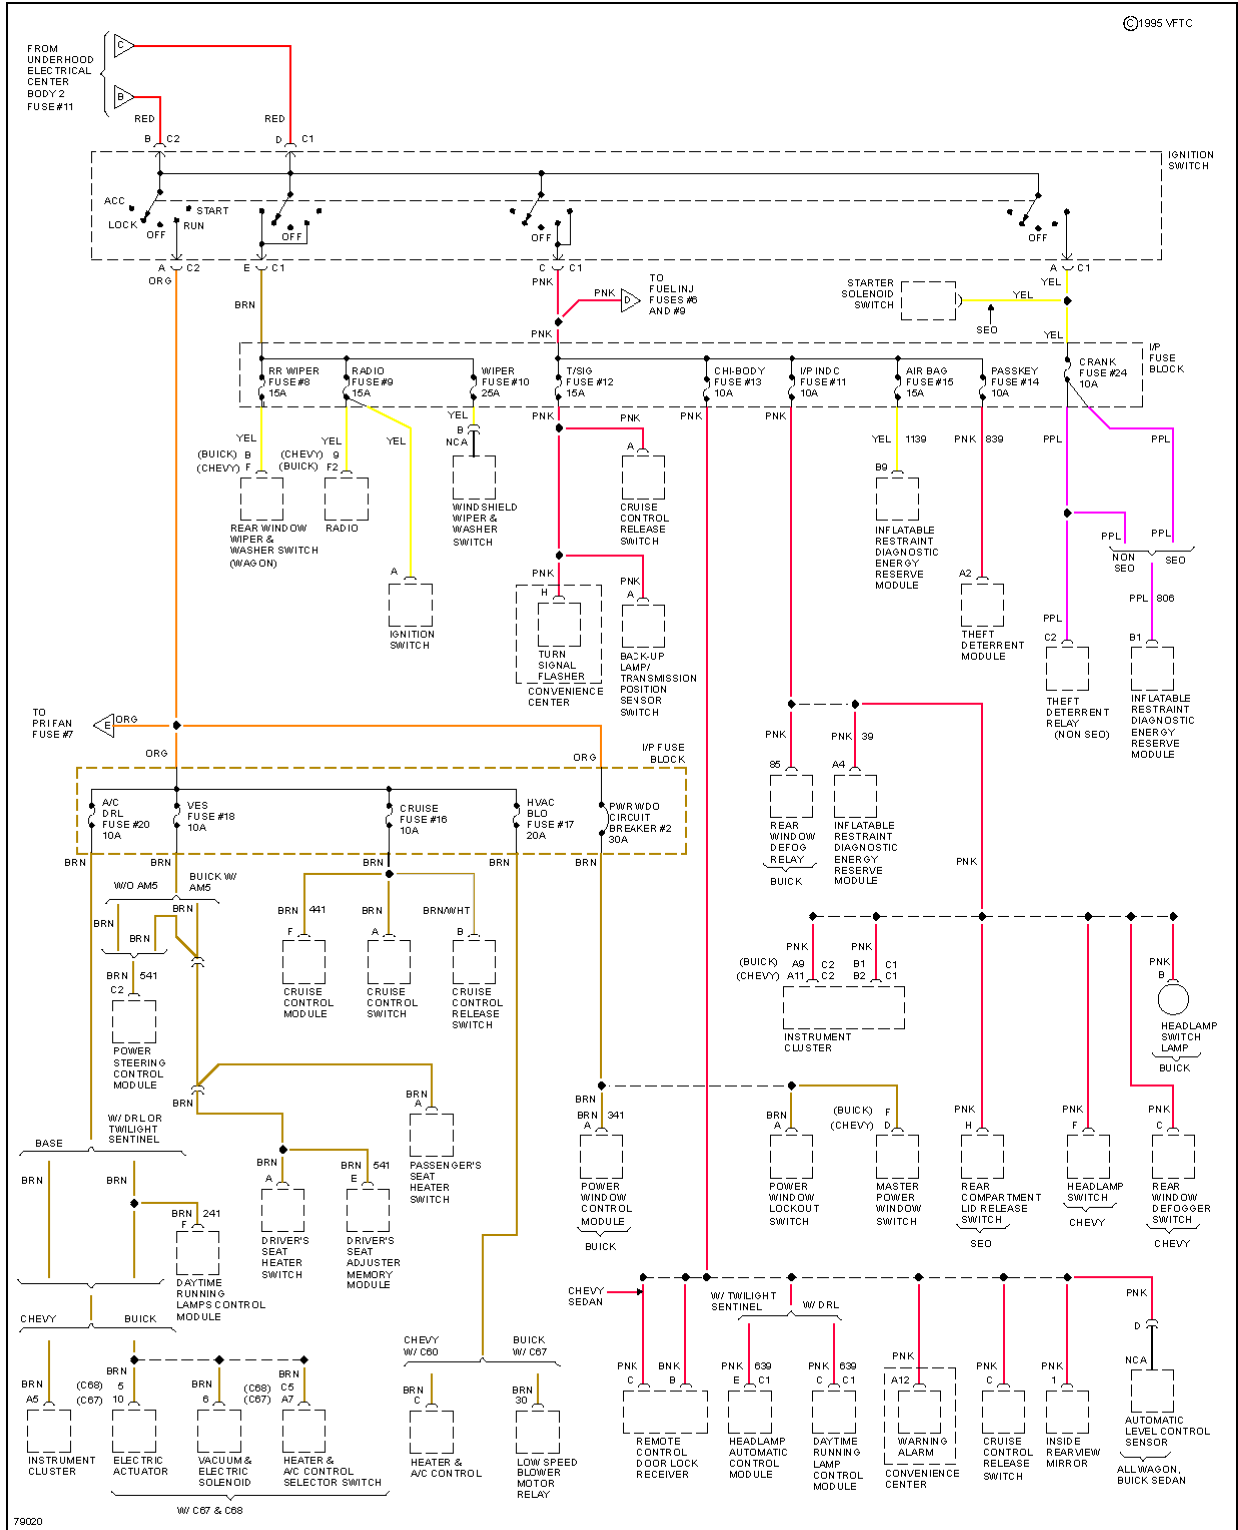 ©1995 VFTC
FROM
UNDERHOOD
ELECTRICAL
CENTER
BODY 2
FUSE #11
C
B
RED
RED
B C2
D C1
IGNITION
SWITCH
ACC
LOCK
OFF
START
RUN
OFF
OFF
OFF
A C2
E C1
C C1
A C1
ORG
BRN
PNK
PNK
D
TO
FUEL INJ
FUSES #6
AND #9
PNK
STARTER
SOLENOID
SWITCH
YEL
YEL
SEO
YEL
I/P
FUSE
BLOCK
RR WIPER
FUSE #8
15A
RADIO
FUSE #9
15A
WIPER
FUSE #10
25A
T/SIG
FUSE #12
15A
CHI-BODY
FUSE #13
10A
I/P INDC
FUSE #11
10A
AIR BAG
FUSE #15
15A
PASSKEY
FUSE #14
10A
CRANK
FUSE #24
10A
YEL
(BUICK) B
(CHEVY) F
YEL
(CHEVY) 9
(BUICK) F2
YEL
YEL
B
NCA
PNK
PNK
A
PNK
PNK
YEL 1139
B9
PNK 839
A2
PPL
PPL
REAR WINDOW
WIPER &
WASHER SWITCH
(WAGON)
RADIO
WINDSHIELD
WIPER &
WASHER
SWITCH
CRUISE
CONTROL
RELEASE
SWITCH
INFLATABLE
RESTRAINT
DIAGNOSTIC
ENERGY
RESERVE
MODULE
PPL
PPL
NON
SEO
SEO
A
IGNITION
SWITCH
PNK
H
TURN
SIGNAL
FLASHER
CONVENIENCE
CENTER
PNK
A
BACK-UP
LAMP/
TRANSMISSION
POSITION
SENSOR
SWITCH
THEFT
DETERRENT
MODULE
PPL
C2
THEFT
DETERRENT
RELAY
(NON SEO)
PPL 806
B1
INFLATABLE
RESTRAINT
DIAGNOSTIC
ENERGY
RESERVE
MODULE
TO
PRI FAN
FUSE #7
E
ORG
ORG
ORG
I/P FUSE
BLOCK
PNK
85
PNK 39
A4
REAR
WINDOW
DEFOG
RELAY
BUICK
INFLATABLE
RESTRAINT
DIAGNOSTIC
ENERGY
RESERVE
MODULE
PNK
A/C
DRL
FUSE #20
10A
VES
FUSE #18
10A
CRUISE
FUSE #16
10A
HVAC
BLO
FUSE #17
20A
PWR WDO
CIRCUIT
BREAKER #2
30A
BRN
BRN
BRN
BRN
BRN
W/O AM5
BUICK W/
AM5
BRN
BRN
BRN
BRN 541
C2
POWER
STEERING
CONTROL
MODULE
BRN 441
F
CRUISE
CONTROL
MODULE
BRN
A
CRUISE
CONTROL
SWITCH
BRN/WHT
B
CRUISE
CONTROL
RELEASE
SWITCH
PNK
(BUICK) A9 C2
(CHEVY) A11 C2
PNK
B1 C1
B2 C1
INSTRUMENT
CLUSTER
PNK
B
HEADLAMP
SWITCH
LAMP
BUICK
BRN
BRN
A
PASSENGER'S
SEAT
HEATER
SWITCH
W/ DRL OR
TWILIGHT
SENTINEL
BASE
BRN
BRN
BRN
A
DRIVER'S
SEAT
HEATER
SWITCH
BRN 541
E
DRIVER'S
SEAT
ADJUSTER
MEMORY
MODULE
BRN 241
F
DAYTIME
RUNNING
LAMPS CONTROL
MODULE
BRN
BRN 341
A
POWER
WINDOW
CONTROL
MODULE
BUICK
BRN
A
POWER
WINDOW
LOCKOUT
SWITCH
(BUICK) F
(CHEVY) D
MASTER
POWER
WINDOW
SWITCH
PNK
H
REAR
COMPARTMENT
LID RELEASE
SWITCH
SEO
PNK
F
HEADLAMP
SWITCH
CHEVY
PNK
C
REAR
WINDOW
DEFOGGER
SWITCH
CHEVY
CHEVY
BUICK
CHEVY
SEDAN
W/ TWILIGHT
SENTINEL
W/ DRL
PNK
D
NCA
CHEVY
W/ C60
BUICK
W/ C67
BRN
A5
INSTRUMENT
CLUSTER
BRN
(C68) 5
(C67) 10
ELECTRIC
ACTUATOR
BRN
6
VACUUM &
ELECTRIC
SOLENOID
BRN
(C68) C5
(C67) A7
HEATER &
A/C CONTROL
SELECTOR SWITCH
W/ C67 & C68
BRN
C
HEATER &
A/C CONTROL
BRN
30
LOW SPEED
BLOWER
MOTOR
RELAY
PNK
C
BNK
B
REMOTE
CONTROL
DOOR LOCK
RECEIVER
PNK 639
E C1
HEADLAMP
AUTOMATIC
CONTROL
MODULE
PNK 639
C C1
DAYTIME
RUNNING
LAMP
CONTROL
MODULE
PNK
A12
WARNING
ALARM
CONVENIENCE
CENTER
PNK
C
CRUISE
CONTROL
RELEASE
SWITCH
PNK
1
INSIDE
REARVIEW
MIRROR
AUTOMATIC
LEVEL CONTROL
SENSOR
ALL WAGON,
BUICK SEDAN
79020